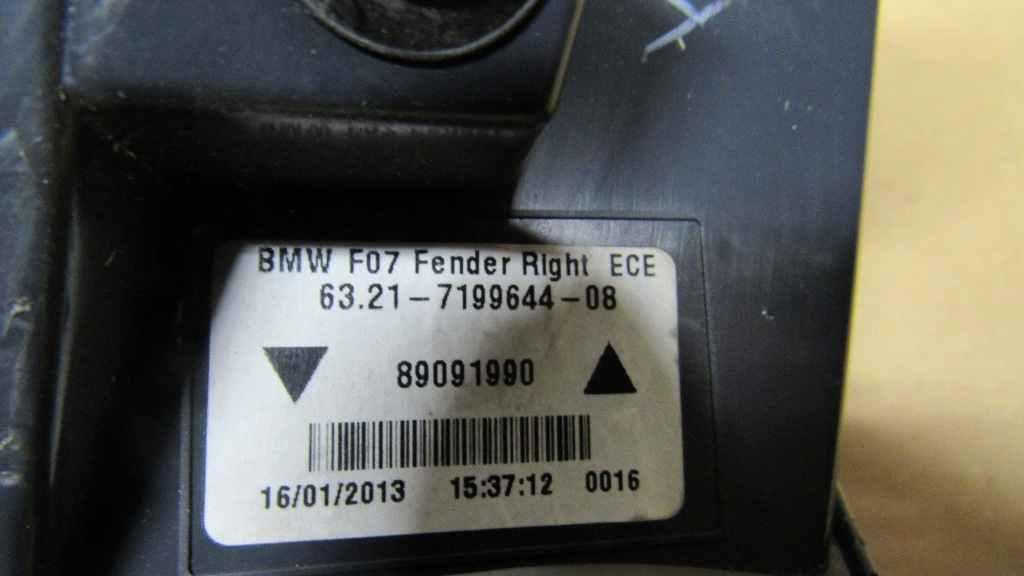 BMW F07 Fender Right ECE
63.21-7199644-08
89091990
16/01/2013 15:37:12 0016